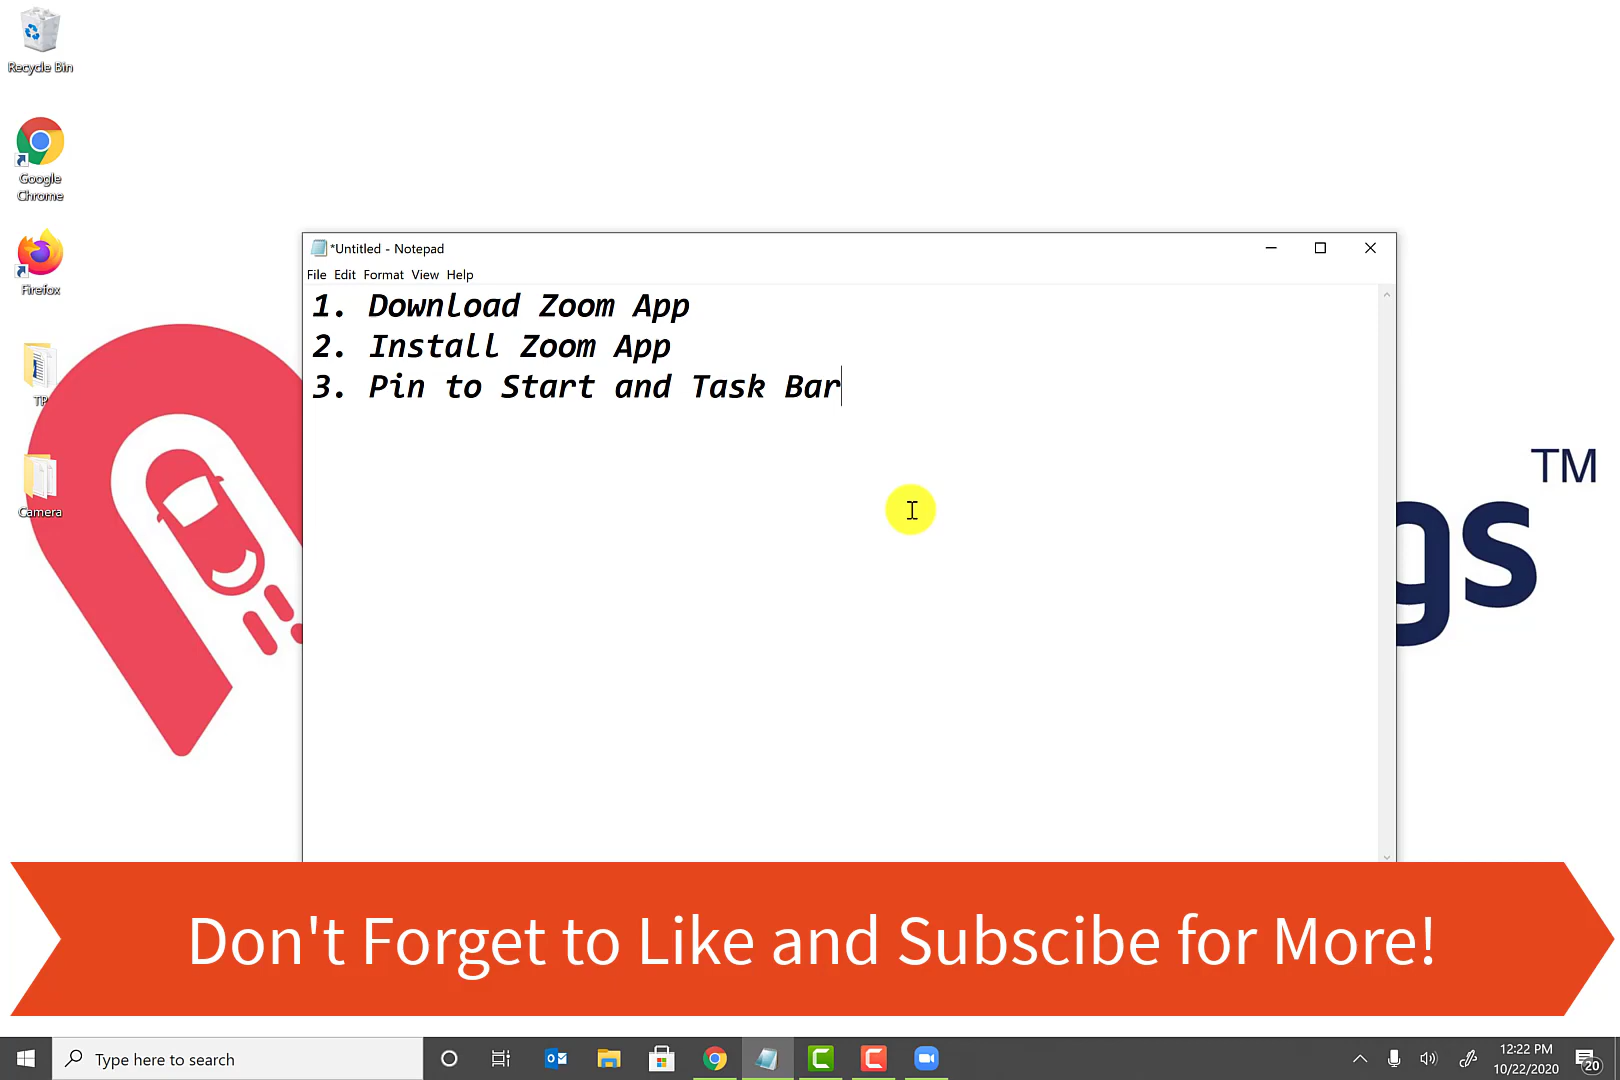 Recycle Bin
Google
Chrome
Firefox
TP
Camera
*Untitled - Notepad
File Edit Format View Help
1. Download Zoom App
2. Install Zoom App
3. Pin to Start and Task Bar
gs
TM
Don't Forget to Like and Subscibe for More!
Type here to search
12:22 PM
10/22/2020
20